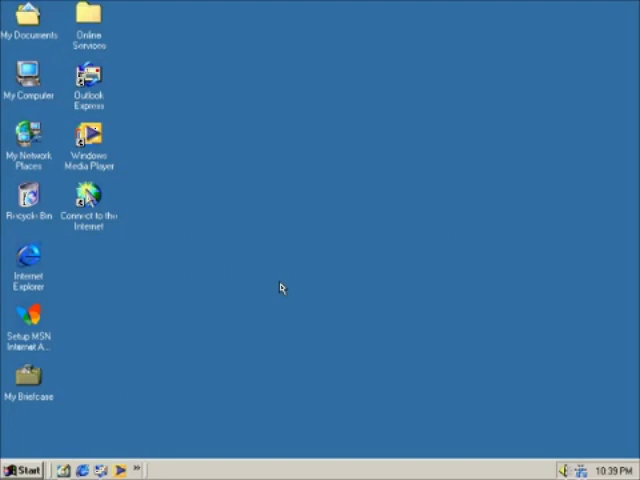 My Documents
Online
Services
My Computer
Outlook
Express
My Network
Places
Windows
Media Player
Recycle Bin
Connect to the
Internet
Internet
Explorer
Setup MSN
Internet A...
My Briefcase
Start
10:39 PM